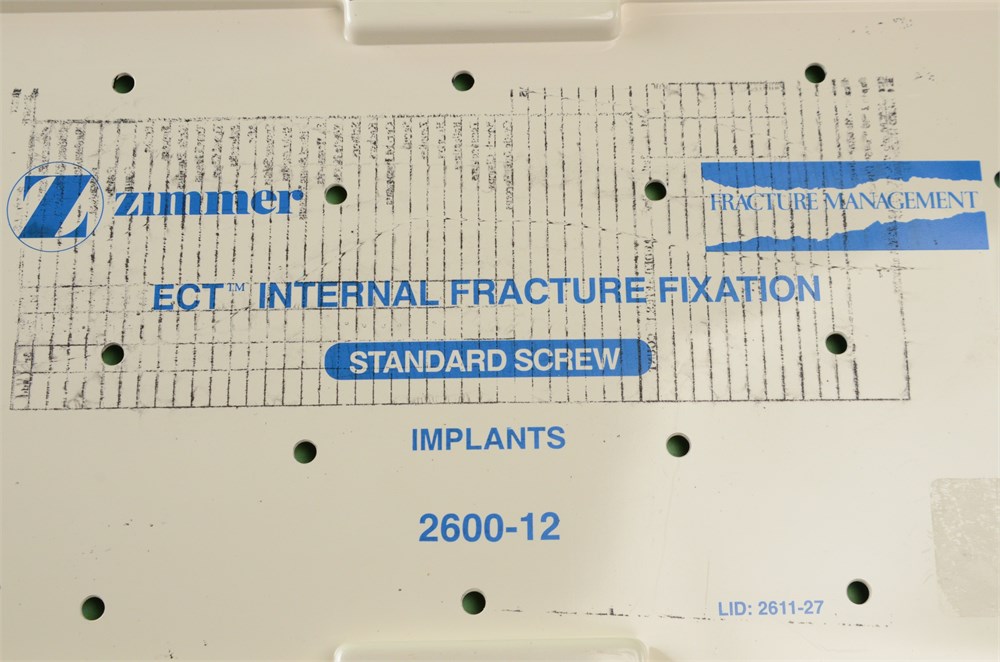 Z zimmer
FRACTURE MANAGEMENT
ECT™ INTERNAL FRACTURE FIXATION
STANDARD SCREW
IMPLANTS
2600-12
LID: 2611-27